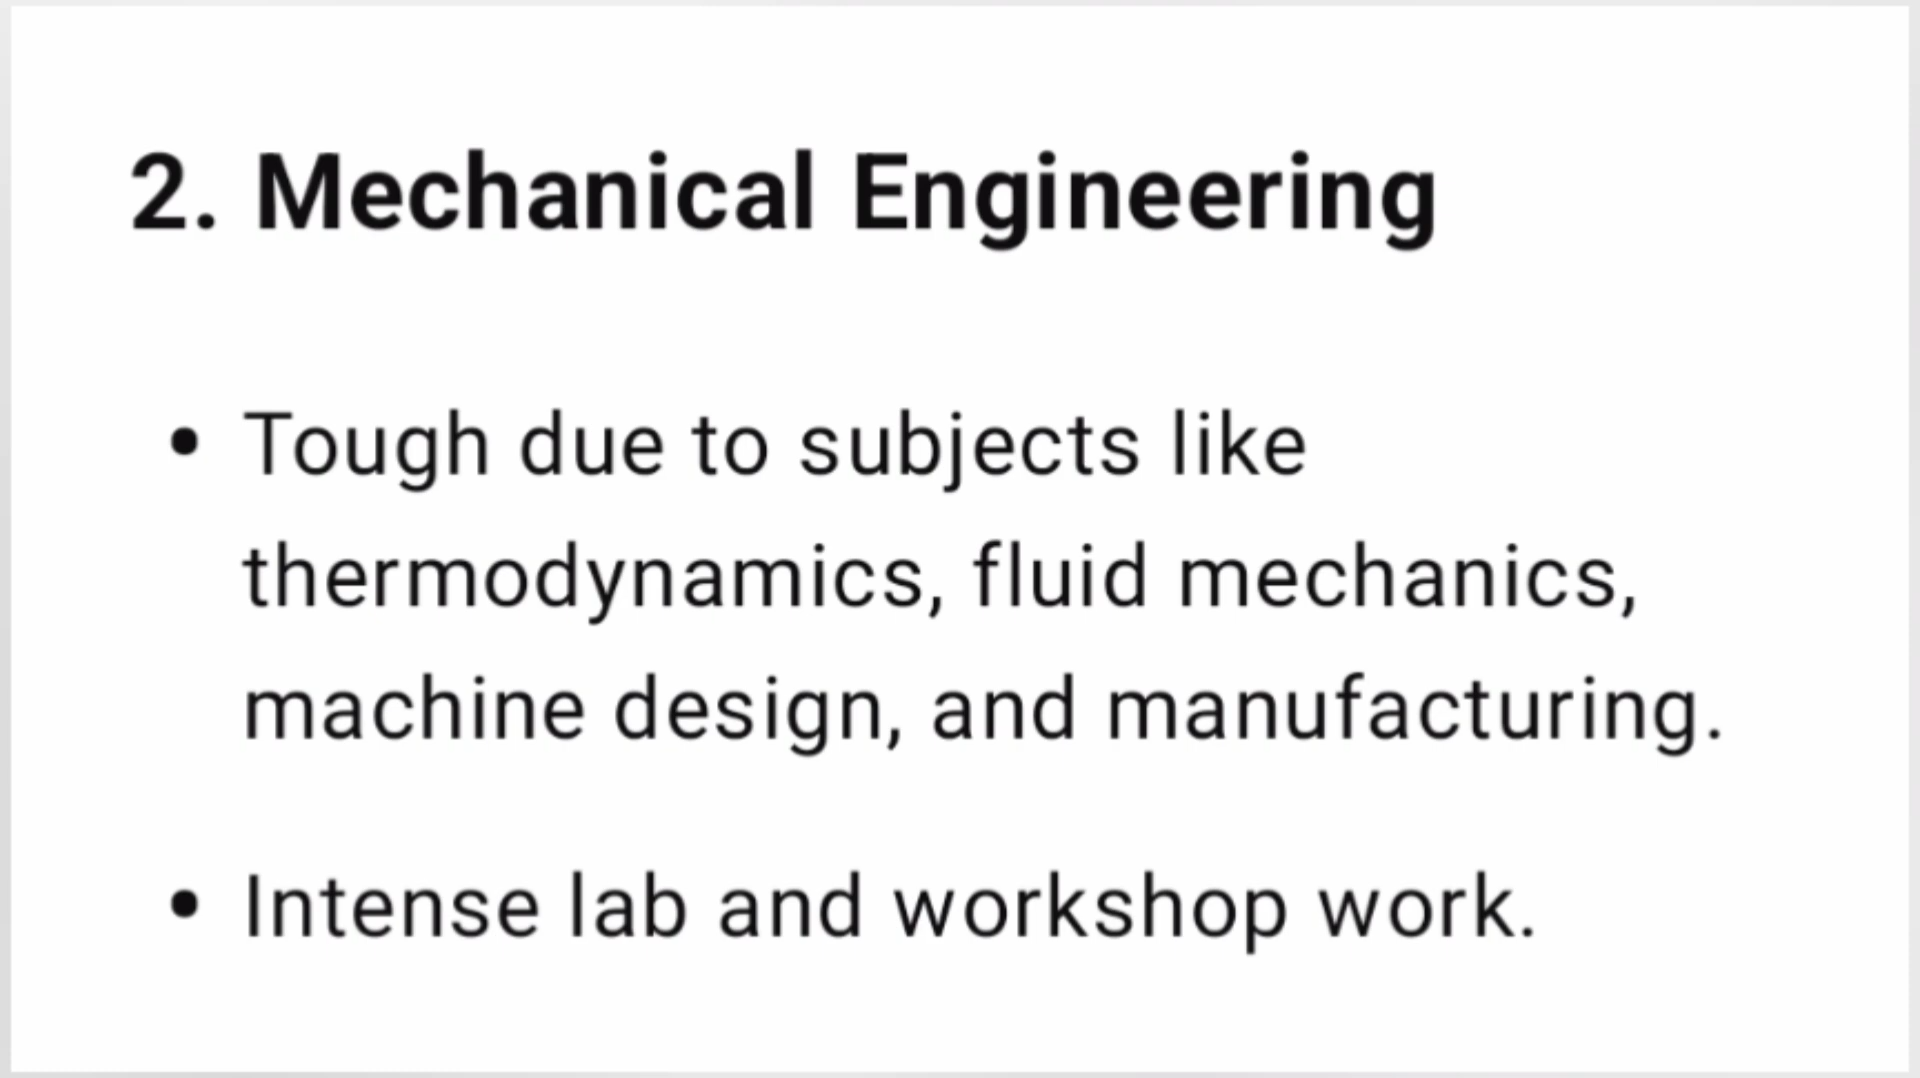 2. Mechanical Engineering
• Tough due to subjects like
thermodynamics, fluid mechanics,
machine design, and manufacturing.
• Intense lab and workshop work.